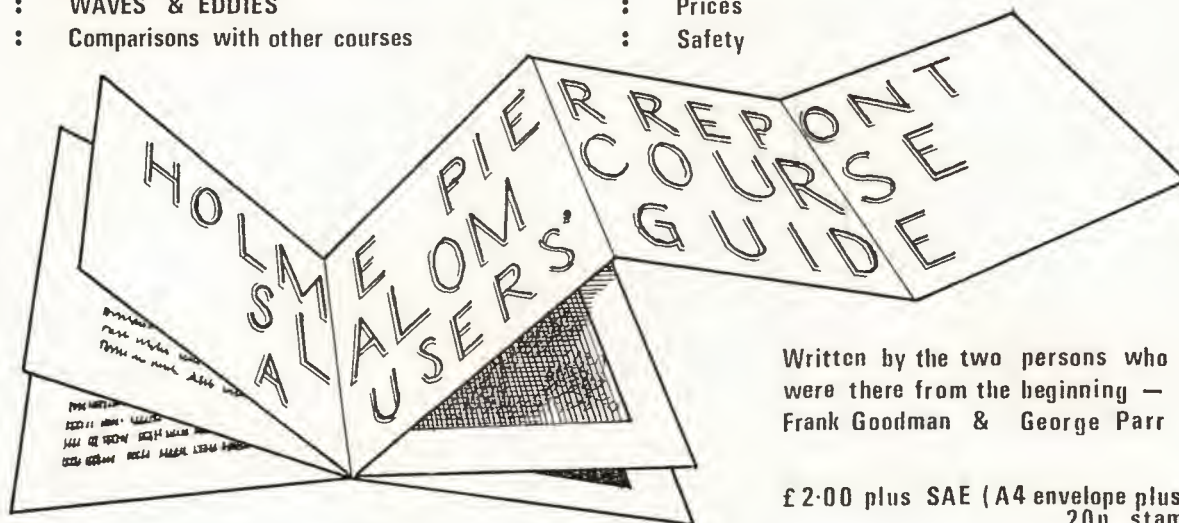 : WAVES & EDDIES
: Comparisons with other courses
: Prices
: Safety
HOLME PIERREPONT
SLALOM COURSE
A USERS' GUIDE
Written by the two persons who
were there from the beginning —
Frank Goodman & George Parr
£2·00 plus SAE (A4 envelope plus
20p stam